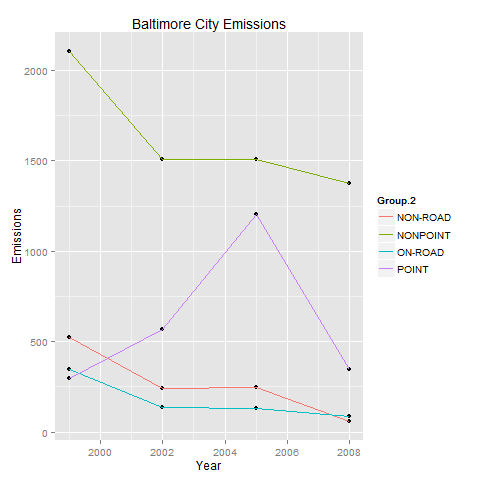 Baltimore City Emissions
2000
1500
1000
500
0
Emissions
2000
2002
2004
2006
2008
Year
Group.2
NON-ROAD
NONPOINT
ON-ROAD
POINT